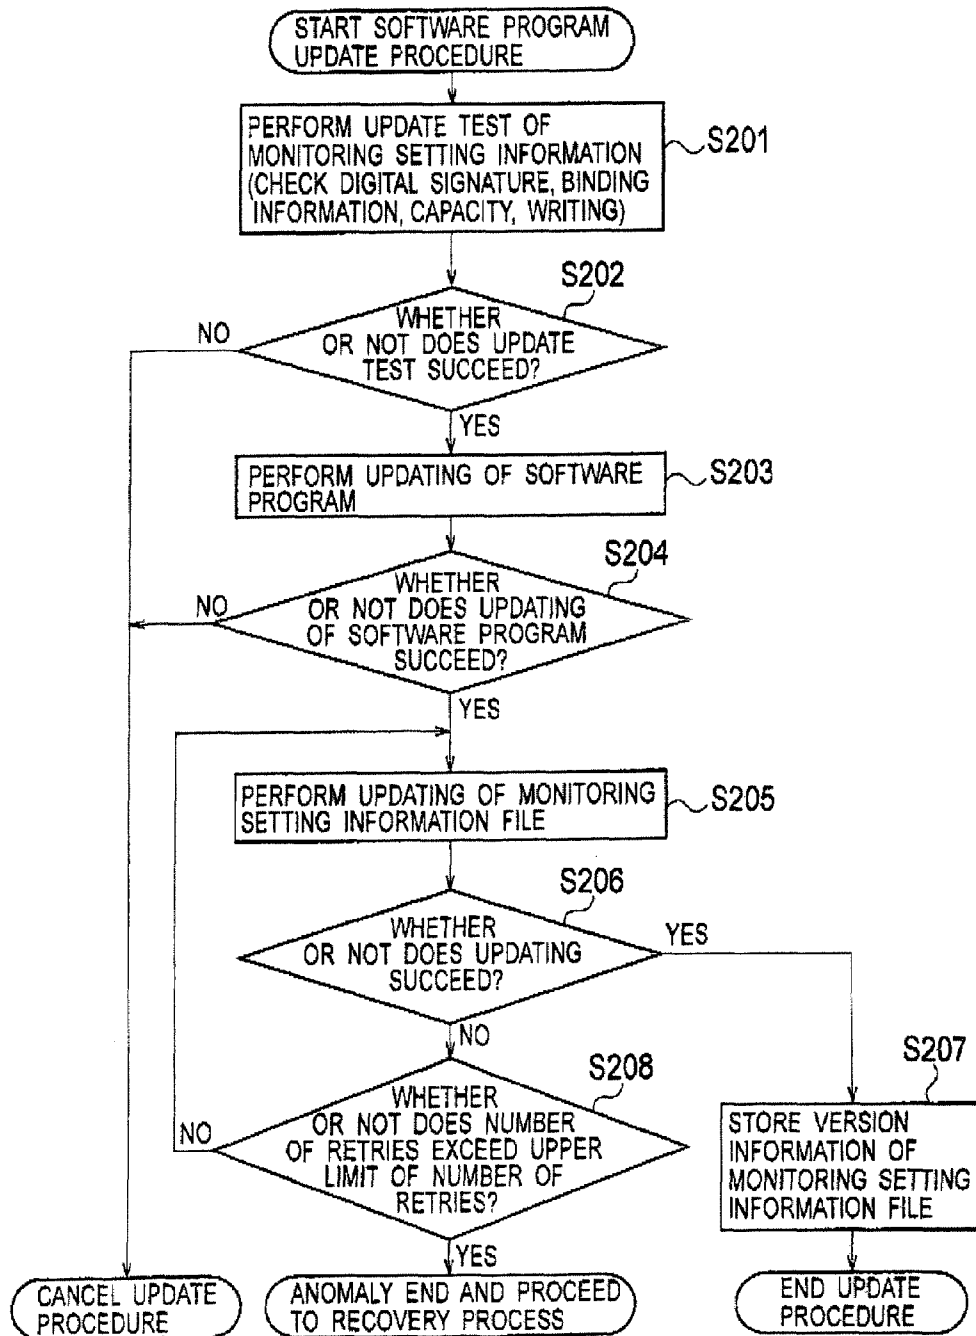 START SOFTWARE PROGRAM
UPDATE PROCEDURE
PERFORM UPDATE TEST OF
MONITORING SETTING INFORMATION
(CHECK DIGITAL SIGNATURE, BINDING
INFORMATION, CAPACITY, WRITING)
S201
S202
WHETHER
OR NOT DOES UPDATE
TEST SUCCEED?
NO
YES
PERFORM UPDATING OF SOFTWARE
PROGRAM
S203
S204
WHETHER
OR NOT DOES UPDATING
OF SOFTWARE PROGRAM
SUCCEED?
NO
YES
PERFORM UPDATING OF MONITORING
SETTING INFORMATION FILE
S205
S206
WHETHER
OR NOT DOES UPDATING
SUCCEED?
YES
NO
S208
WHETHER
OR NOT DOES NUMBER
OF RETRIES EXCEED UPPER
LIMIT OF NUMBER OF
RETRIES?
NO
YES
S207
STORE VERSION
INFORMATION OF
MONITORING SETTING
INFORMATION FILE
CANCEL UPDATE
PROCEDURE
ANOMALY END AND PROCEED
TO RECOVERY PROCESS
END UPDATE
PROCEDURE